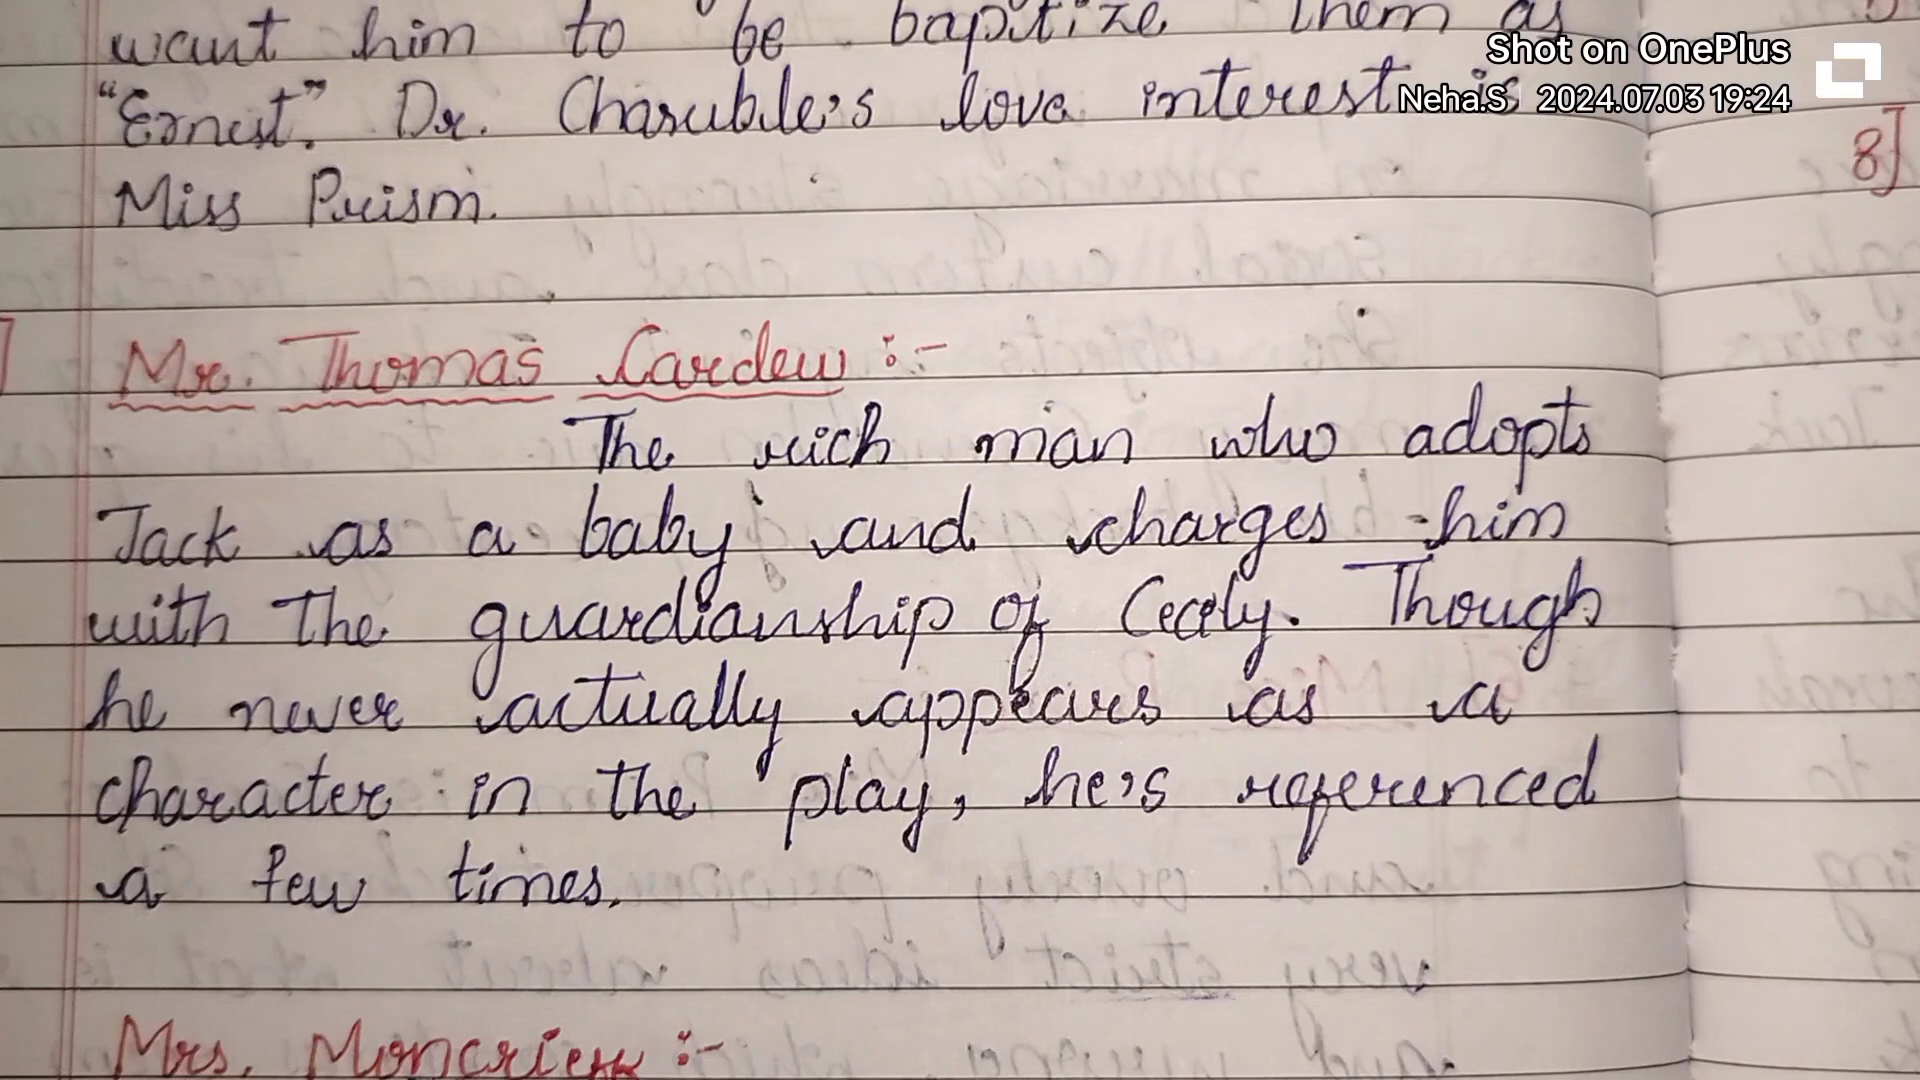 want him to be baptize them as
Shot on OnePlus
Neha.S 2024.07.03 19:24
"Ernest". Dr. Chasuble's love interest is
8]
Miss Prism.
Mr. Thomas Cardew :-
The rich man who adopts
Jack as a baby and charges him
with the guardianship of Cecily. Though
he never actually appears as a
character in the play, he's referenced
a few times.
Mrs. Moncrieff :-